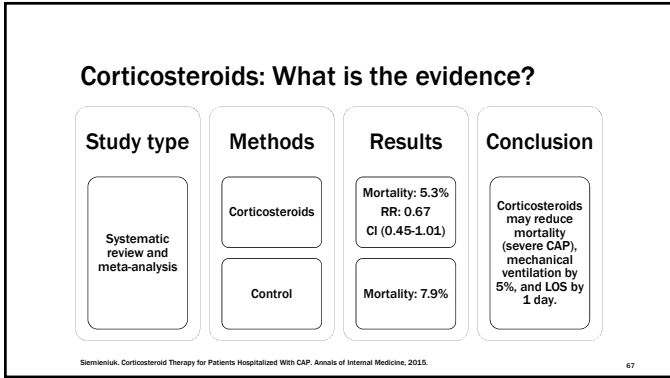 Corticosteroids: What is the evidence?
Study type
Systematic
review and
meta-analysis
Methods
Corticosteroids
Control
Results
Mortality: 5.3%
RR: 0.67
CI (0.45-1.01)
Mortality: 7.9%
Conclusion
Corticosteroids
may reduce
mortality
(severe CAP),
mechanical
ventilation by
5%, and LOS by
1 day.
Siemieniuk. Corticosteroid Therapy for Patients Hospitalized With CAP. Annals of Internal Medicine, 2015.
67